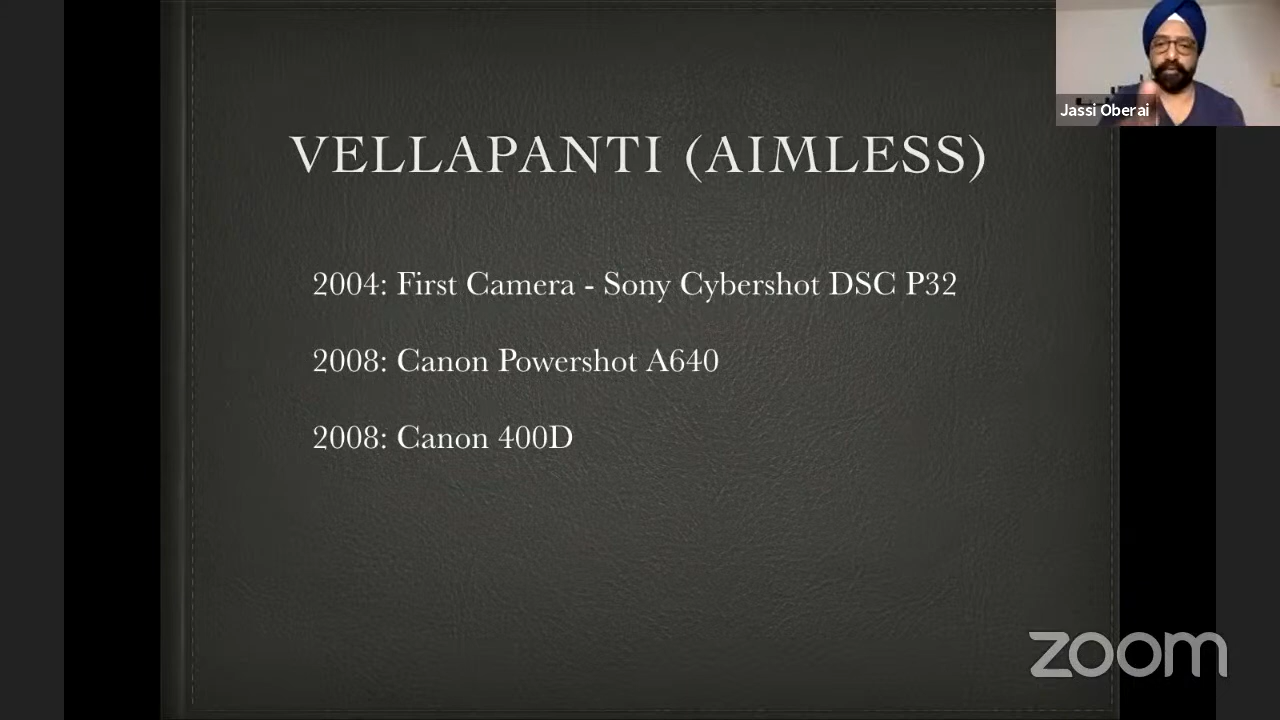 VELLAPANTI (AIMLESS)
2004: First Camera - Sony Cybershot DSC P32
2008: Canon Powershot A640
2008: Canon 400D
Jassi Oberai
zoom